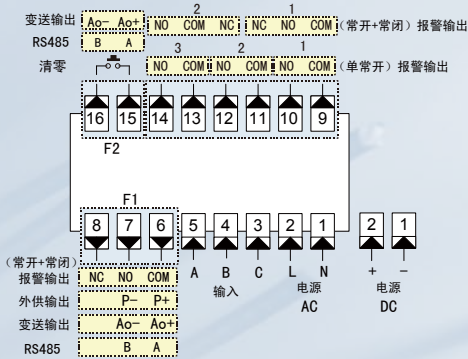 变送输出 Ao- Ao+ NO COM NC NC NO COM (常开+常闭) 报警输出
2 1
RS485 B A
3 2 1
清零 NO COM NO COM NO COM (单常开) 报警输出
16 15 14 13 12 11 10 9
F2
F1
8 7 6 5 4 3 2 1 2 1
A B C L N + -
(常开+常闭)
报警输出 NC NO COM
输入 电源 电源
AC DC
外供输出 P- P+
变送输出 Ao- Ao+
RS485 B A